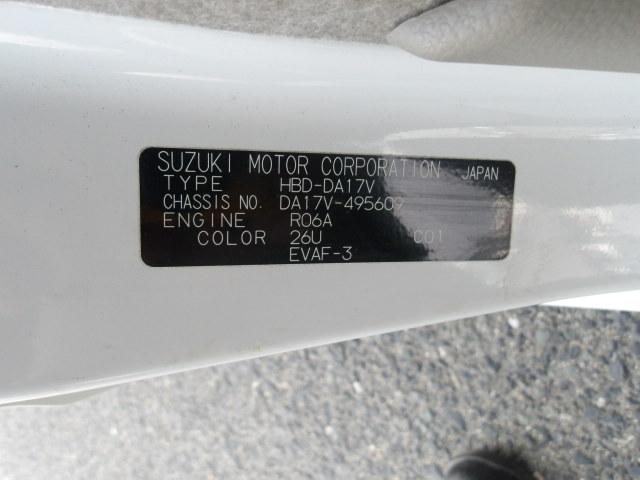 SUZUKI MOTOR CORPORATION JAPAN
TYPE HBD-DA17V
CHASSIS NO. DA17V-495609
ENGINE R06A
COLOR 26U C01
EVAF-3